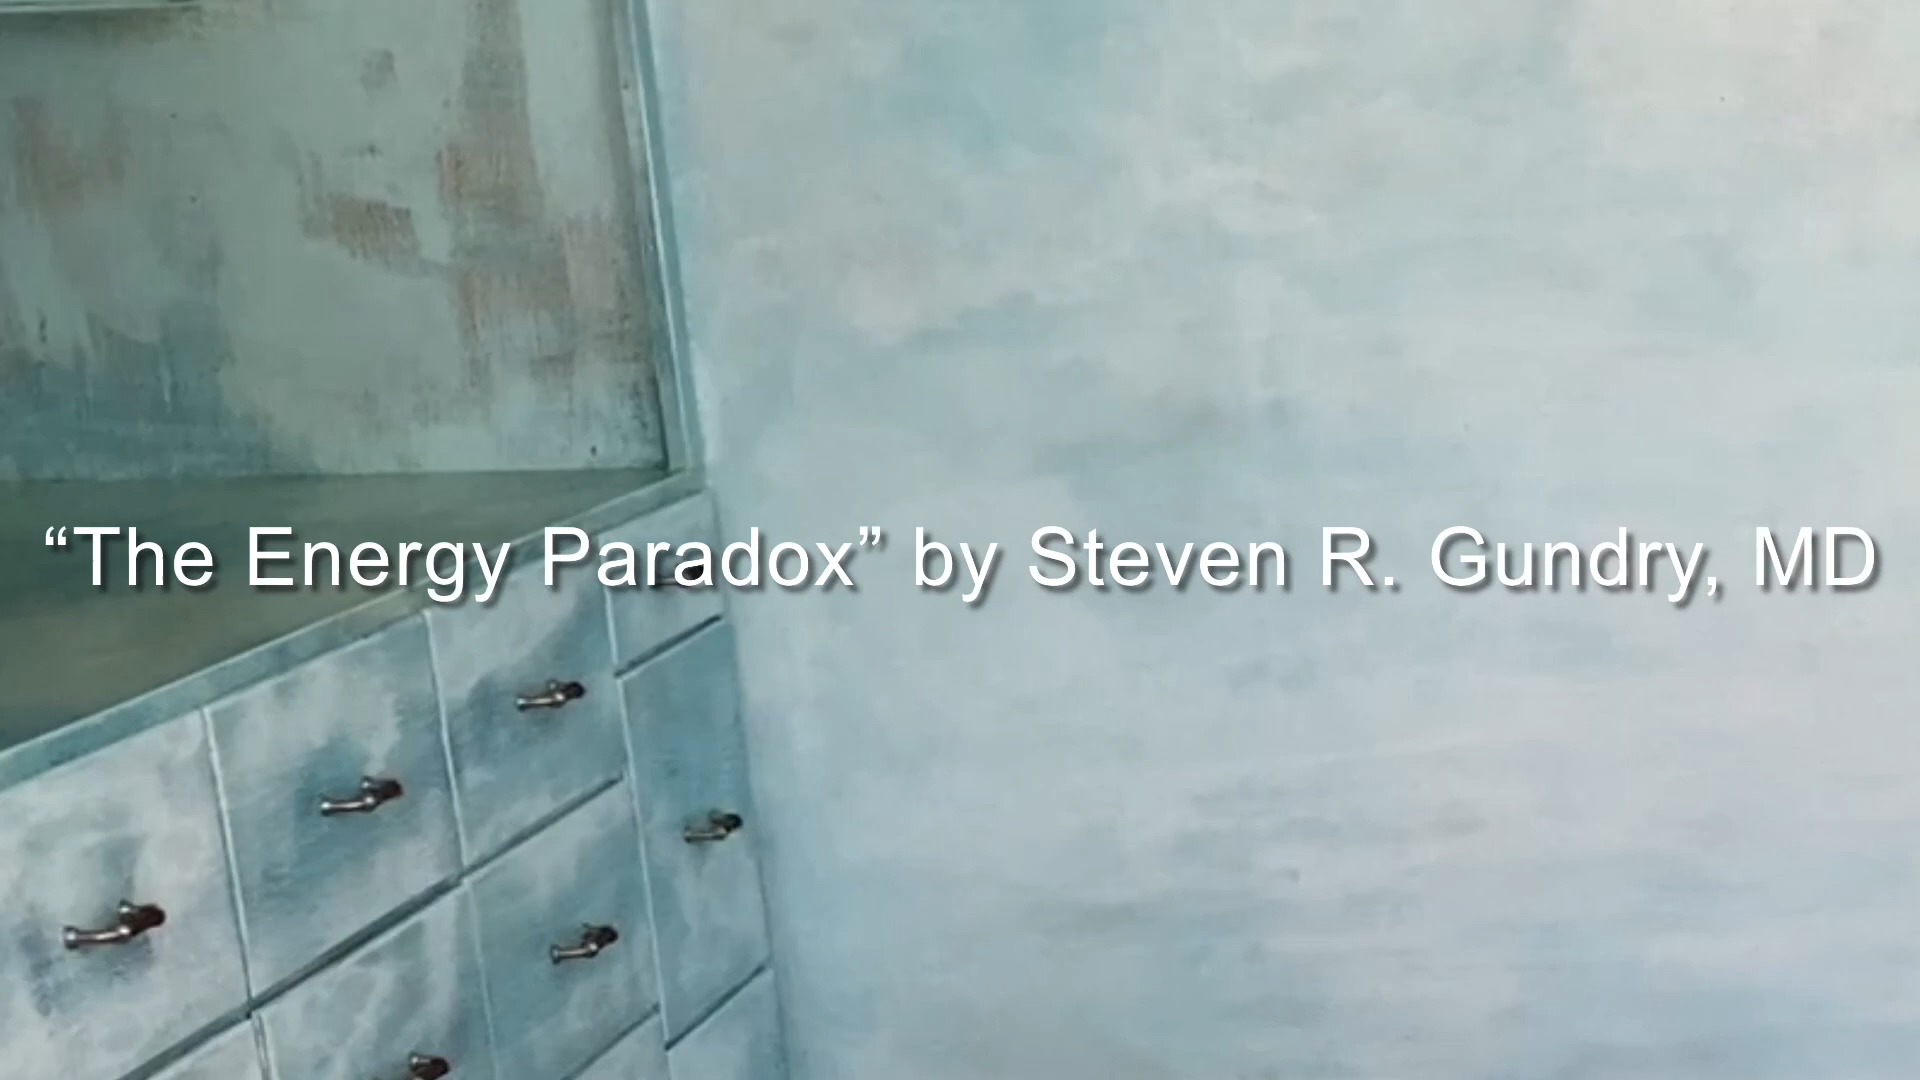 “The Energy Paradox” by Steven R. Gundry, MD